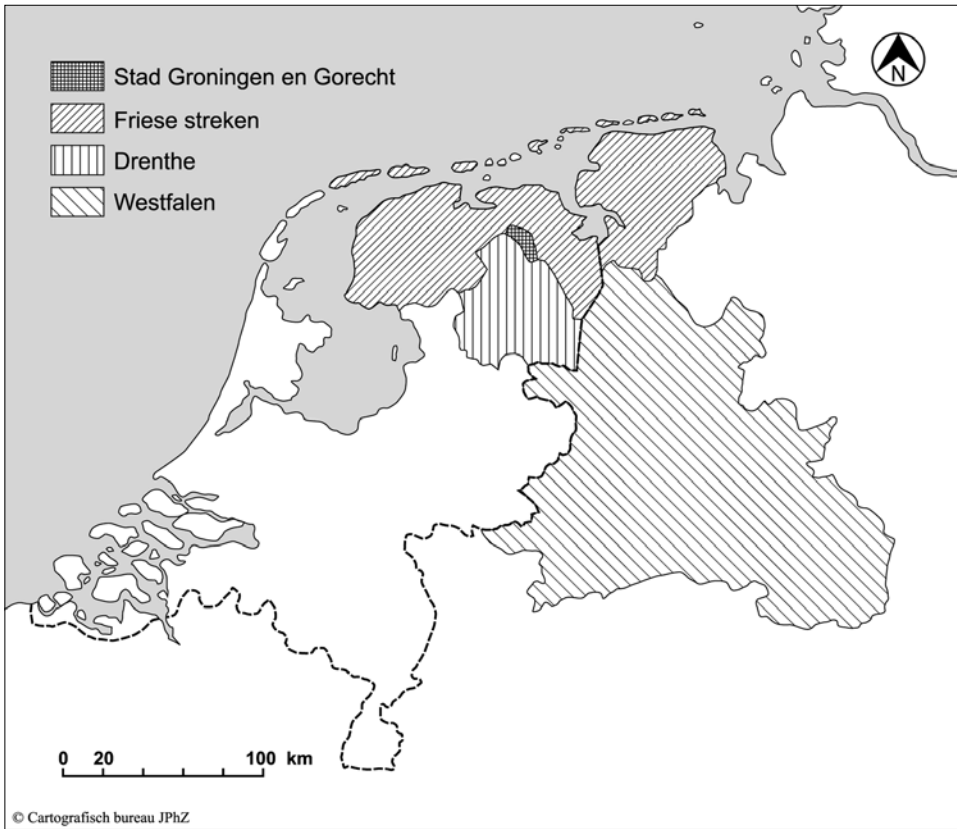 Stad Groningen en Gorecht
Friese streken
Drenthe
Westfalen
N
0 20 100 km
© Cartografisch bureau JPhZ